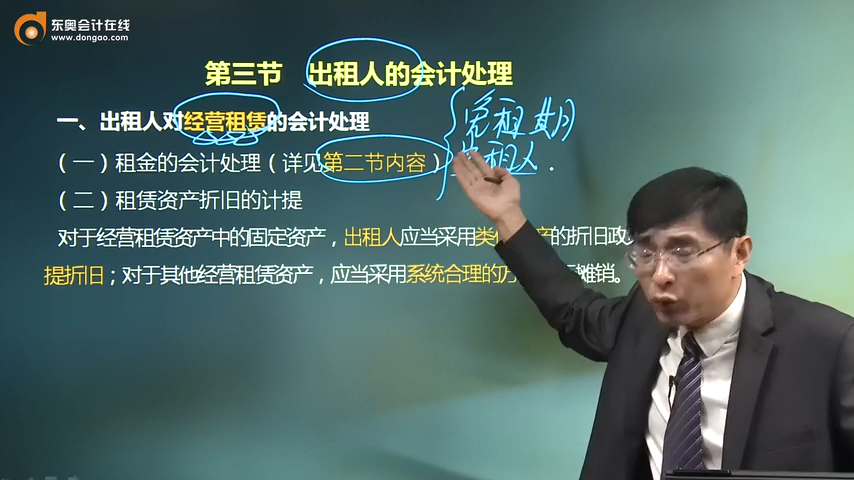 东奥会计在线
www.dongao.com
第三节 出租人的会计处理
一、出租人对经营租赁的会计处理
免租期
(一)租金的会计处理(详见第二节内容)
租人.
(二)租赁资产折旧的计提
对于经营租赁资产中的固定资产,出租人应当采用类
的折旧政
提折旧;对于其他经营租赁资产,应当采用系统合理的方
摊销。